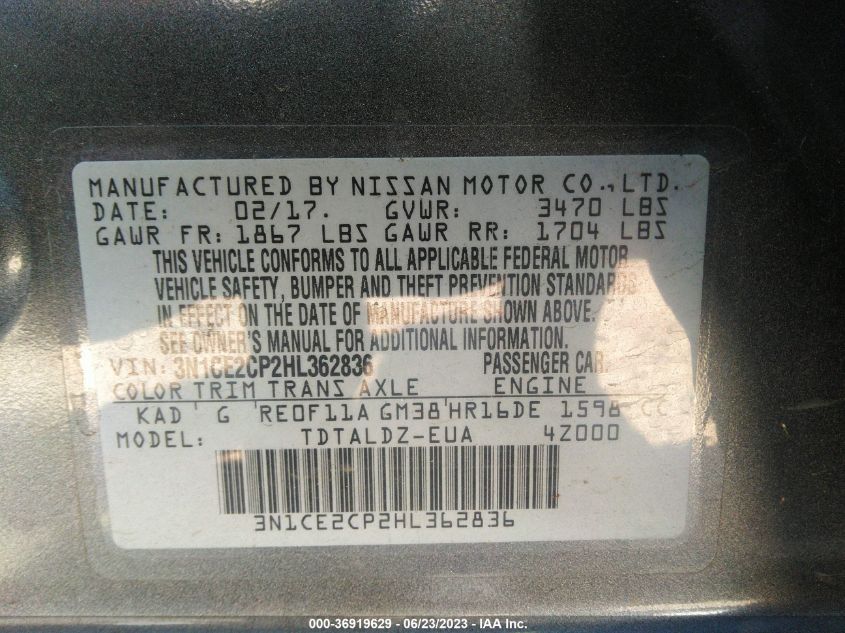 MANUFACTURED BY NISSAN MOTOR CO., LTD.
DATE: 02/17. GVWR: 3470 LBS
GAWR FR: 1867 LBS GAWR RR: 1704 LBS
THIS VEHICLE CONFORMS TO ALL APPLICABLE FEDERAL MOTOR
VEHICLE SAFETY, BUMPER AND THEFT PREVENTION STANDARDS
IN EFFECT ON THE DATE OF MANUFACTURE SHOWN ABOVE.
SEE OWNER'S MANUAL FOR ADDITIONAL INFORMATION.
VIN: 3N1CE2CP2HL362836 PASSENGER CAR.
COLOR TRIM TRANS AXLE ENGINE
KAD G RE0F11A GM38 HR16DE 1598 CC
MODEL: TDTALDZ-EUA 4Z000
3N1CE2CP2HL362836
000-36919629 - 06/23/2023 - IAA Inc.